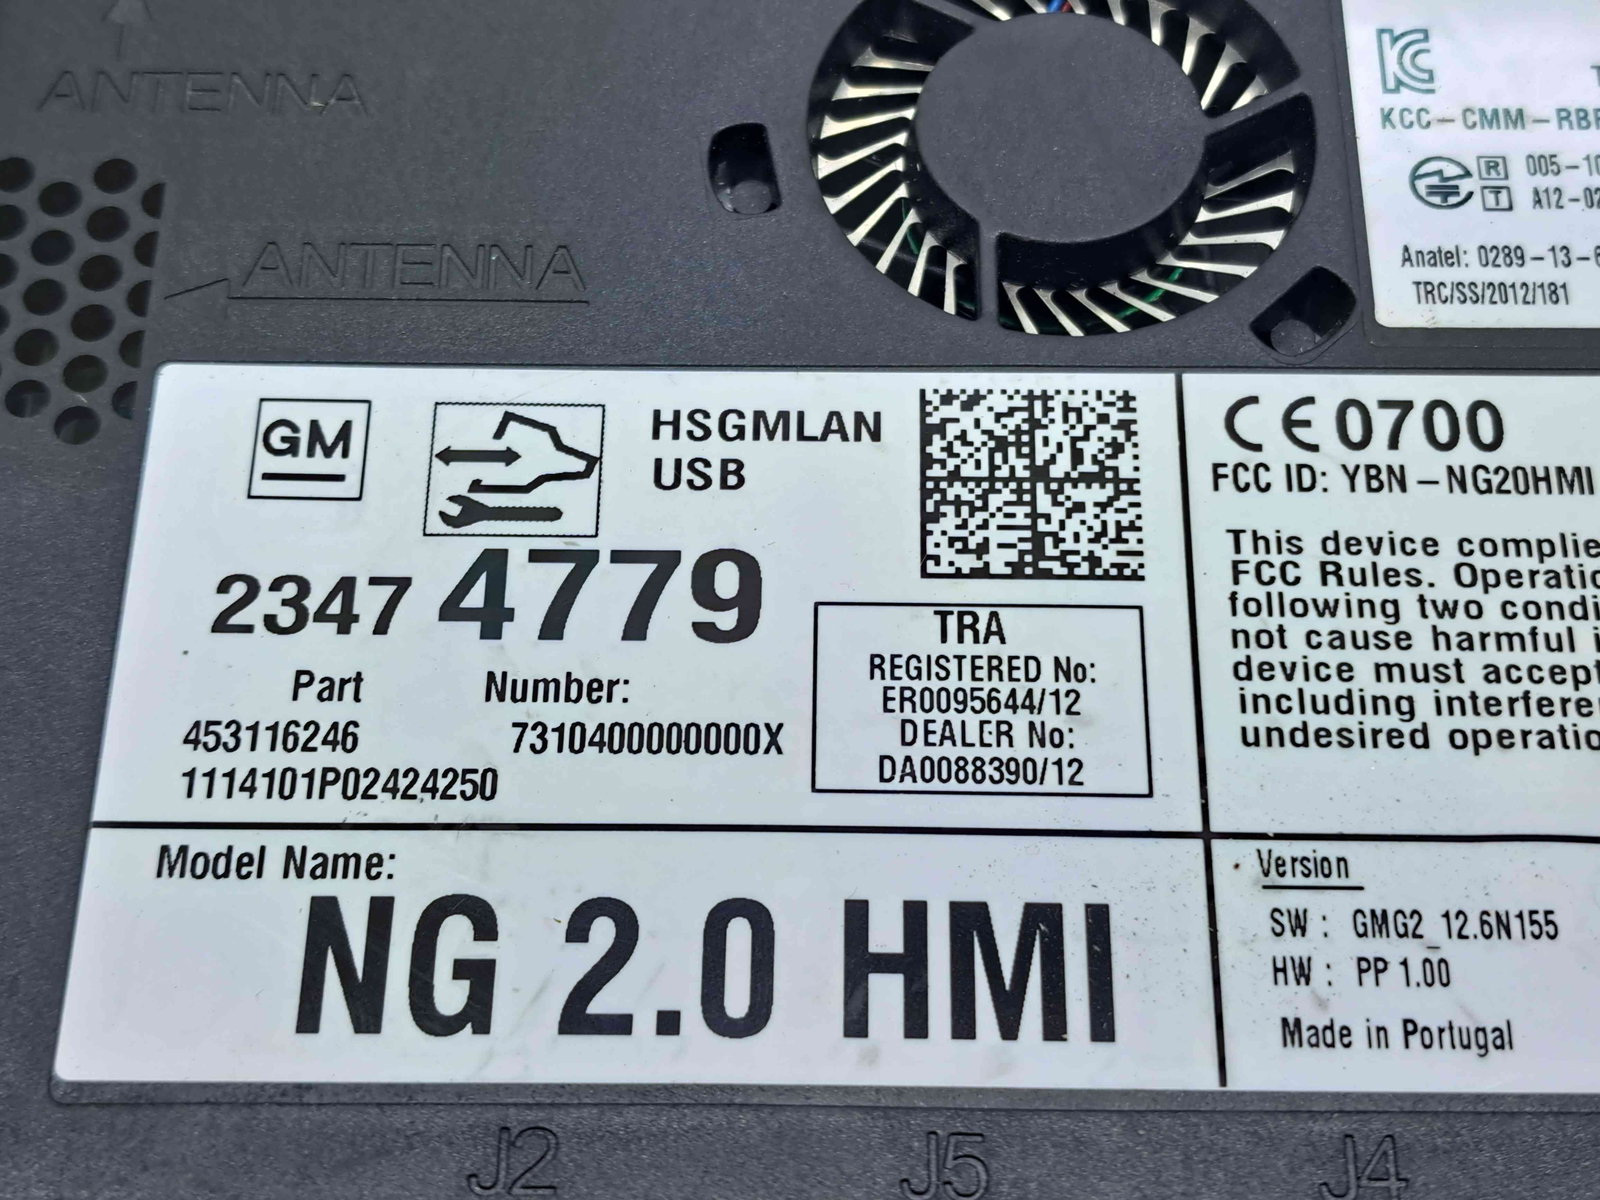 ANTENNA
ANTENNA
KCC-CMM-RBF
R 005-10
T A12-02
Anatel: 0289-13-6
TRC/SS/2012/181
GM
HSGMLAN
USB
2347 4779
Part Number:
453116246 7310400000000X
1114101P02424250
TRA
REGISTERED No:
ER0095644/12
DEALER No:
DA0088390/12
CE0700
FCC ID: YBN-NG20HMI
This device complie
FCC Rules. Operatio
following two condi
not cause harmful i
device must accept
including interfere
undesired operatio
Model Name:
NG 2.0 HMI
Version
SW : GMG2_12.6N155
HW : PP 1.00
Made in Portugal
J2
J5
J4